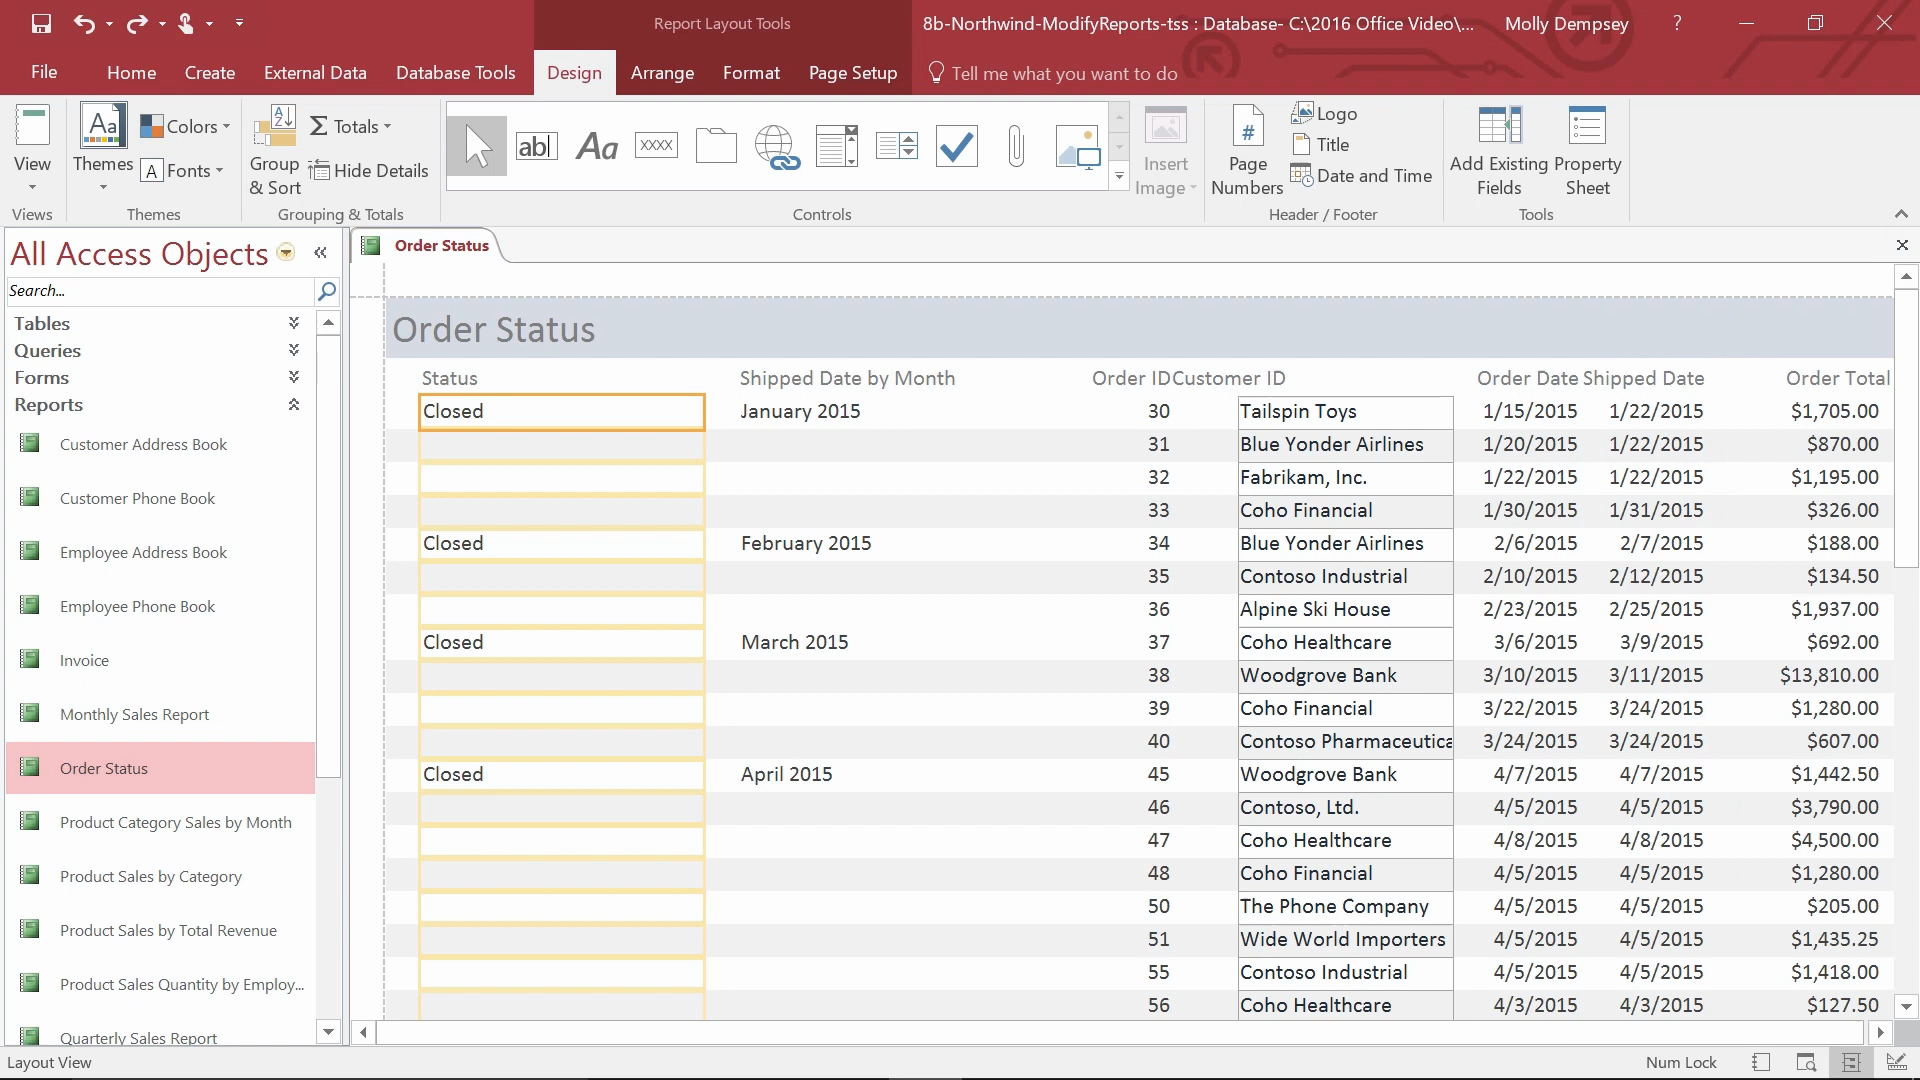 Report Layout Tools
8b-Northwind-ModifyReports-tss : Database- C:\2016 Office Video\...
Molly Dempsey
?
File Home Create External Data Database Tools Design Arrange Format Page Setup Tell me what you want to do
View
Views
Aa
Themes
Colors
A Fonts
Themes
A
Z
Group
& Sort
Σ Totals
Hide Details
Grouping & Totals
ab
Aa
XXXX
Controls
Insert
Image
#
Page
Numbers
Logo
Title
Date and Time
Header / Footer
Add Existing
Fields
Property
Sheet
Tools
All Access Objects
Search...
Tables
Queries
Forms
Reports
Customer Address Book
Customer Phone Book
Employee Address Book
Employee Phone Book
Invoice
Monthly Sales Report
Order Status
Product Category Sales by Month
Product Sales by Category
Product Sales by Total Revenue
Product Sales Quantity by Employ...
Quarterly Sales Report
Order Status
Order Status
Status Shipped Date by Month Order ID Customer ID Order Date Shipped Date Order Total
Closed January 2015 30 Tailspin Toys 1/15/2015 1/22/2015 $1,705.00
31 Blue Yonder Airlines 1/20/2015 1/22/2015 $870.00
32 Fabrikam, Inc. 1/22/2015 1/22/2015 $1,195.00
33 Coho Financial 1/30/2015 1/31/2015 $326.00
Closed February 2015 34 Blue Yonder Airlines 2/6/2015 2/7/2015 $188.00
35 Contoso Industrial 2/10/2015 2/12/2015 $134.50
36 Alpine Ski House 2/23/2015 2/25/2015 $1,937.00
Closed March 2015 37 Coho Healthcare 3/6/2015 3/9/2015 $692.00
38 Woodgrove Bank 3/10/2015 3/11/2015 $13,810.00
39 Coho Financial 3/22/2015 3/24/2015 $1,280.00
40 Contoso Pharmaceutica 3/24/2015 3/24/2015 $607.00
Closed April 2015 45 Woodgrove Bank 4/7/2015 4/7/2015 $1,442.50
46 Contoso, Ltd. 4/5/2015 4/5/2015 $3,790.00
47 Coho Healthcare 4/8/2015 4/8/2015 $4,500.00
48 Coho Financial 4/5/2015 4/5/2015 $1,280.00
50 The Phone Company 4/5/2015 4/5/2015 $205.00
51 Wide World Importers 4/5/2015 4/5/2015 $1,435.25
55 Contoso Industrial 4/5/2015 4/5/2015 $1,418.00
56 Coho Healthcare 4/3/2015 4/3/2015 $127.50
Layout View
Num Lock